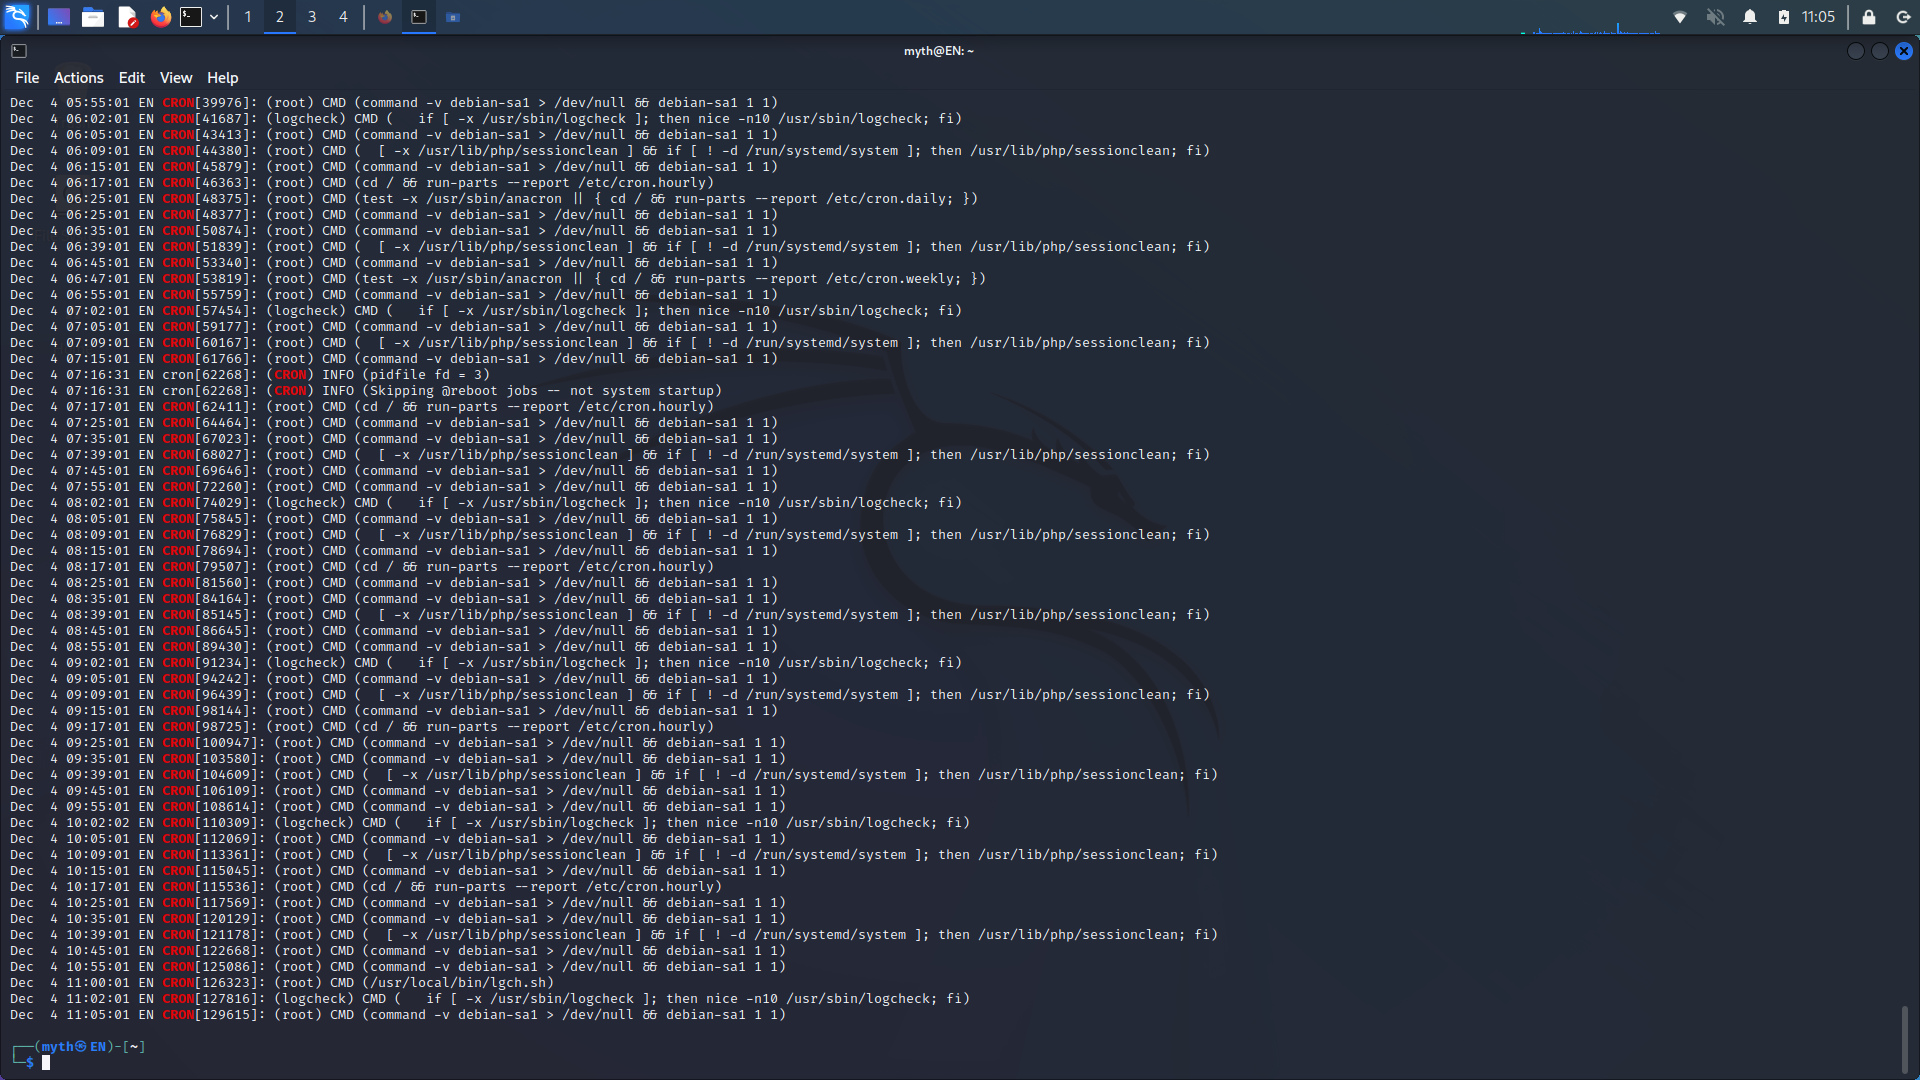 1 2 3 4 11:05
myth@EN: ~
File Actions Edit View Help
Dec  4 05:55:01 EN CRON[39976]: (root) CMD (command -v debian-sa1 > /dev/null && debian-sa1 1 1)
Dec  4 06:02:01 EN CRON[41687]: (logcheck) CMD (   if [ -x /usr/sbin/logcheck ]; then nice -n10 /usr/sbin/logcheck; fi)
Dec  4 06:05:01 EN CRON[43413]: (root) CMD (command -v debian-sa1 > /dev/null && debian-sa1 1 1)
Dec  4 06:09:01 EN CRON[44380]: (root) CMD (  [ -x /usr/lib/php/sessionclean ] && if [ ! -d /run/systemd/system ]; then /usr/lib/php/sessionclean; fi)
Dec  4 06:15:01 EN CRON[45879]: (root) CMD (command -v debian-sa1 > /dev/null && debian-sa1 1 1)
Dec  4 06:17:01 EN CRON[46363]: (root) CMD (cd / && run-parts --report /etc/cron.hourly)
Dec  4 06:25:01 EN CRON[48375]: (root) CMD (test -x /usr/sbin/anacron || { cd / && run-parts --report /etc/cron.daily; })
Dec  4 06:25:01 EN CRON[48377]: (root) CMD (command -v debian-sa1 > /dev/null && debian-sa1 1 1)
Dec  4 06:35:01 EN CRON[50874]: (root) CMD (command -v debian-sa1 > /dev/null && debian-sa1 1 1)
Dec  4 06:39:01 EN CRON[51839]: (root) CMD (  [ -x /usr/lib/php/sessionclean ] && if [ ! -d /run/systemd/system ]; then /usr/lib/php/sessionclean; fi)
Dec  4 06:45:01 EN CRON[53340]: (root) CMD (command -v debian-sa1 > /dev/null && debian-sa1 1 1)
Dec  4 06:47:01 EN CRON[53819]: (root) CMD (test -x /usr/sbin/anacron || { cd / && run-parts --report /etc/cron.weekly; })
Dec  4 06:55:01 EN CRON[55759]: (root) CMD (command -v debian-sa1 > /dev/null && debian-sa1 1 1)
Dec  4 07:02:01 EN CRON[57454]: (logcheck) CMD (   if [ -x /usr/sbin/logcheck ]; then nice -n10 /usr/sbin/logcheck; fi)
Dec  4 07:05:01 EN CRON[59177]: (root) CMD (command -v debian-sa1 > /dev/null && debian-sa1 1 1)
Dec  4 07:09:01 EN CRON[60167]: (root) CMD (  [ -x /usr/lib/php/sessionclean ] && if [ ! -d /run/systemd/system ]; then /usr/lib/php/sessionclean; fi)
Dec  4 07:15:01 EN CRON[61766]: (root) CMD (command -v debian-sa1 > /dev/null && debian-sa1 1 1)
Dec  4 07:16:31 EN cron[62268]: (CRON) INFO (pidfile fd = 3)
Dec  4 07:16:31 EN cron[62268]: (CRON) INFO (Skipping @reboot jobs -- not system startup)
Dec  4 07:17:01 EN CRON[62411]: (root) CMD (cd / && run-parts --report /etc/cron.hourly)
Dec  4 07:25:01 EN CRON[64464]: (root) CMD (command -v debian-sa1 > /dev/null && debian-sa1 1 1)
Dec  4 07:35:01 EN CRON[67023]: (root) CMD (command -v debian-sa1 > /dev/null && debian-sa1 1 1)
Dec  4 07:39:01 EN CRON[68027]: (root) CMD (  [ -x /usr/lib/php/sessionclean ] && if [ ! -d /run/systemd/system ]; then /usr/lib/php/sessionclean; fi)
Dec  4 07:45:01 EN CRON[69646]: (root) CMD (command -v debian-sa1 > /dev/null && debian-sa1 1 1)
Dec  4 07:55:01 EN CRON[72260]: (root) CMD (command -v debian-sa1 > /dev/null && debian-sa1 1 1)
Dec  4 08:02:01 EN CRON[74029]: (logcheck) CMD (   if [ -x /usr/sbin/logcheck ]; then nice -n10 /usr/sbin/logcheck; fi)
Dec  4 08:05:01 EN CRON[75845]: (root) CMD (command -v debian-sa1 > /dev/null && debian-sa1 1 1)
Dec  4 08:09:01 EN CRON[76829]: (root) CMD (  [ -x /usr/lib/php/sessionclean ] && if [ ! -d /run/systemd/system ]; then /usr/lib/php/sessionclean; fi)
Dec  4 08:15:01 EN CRON[78694]: (root) CMD (command -v debian-sa1 > /dev/null && debian-sa1 1 1)
Dec  4 08:17:01 EN CRON[79507]: (root) CMD (cd / && run-parts --report /etc/cron.hourly)
Dec  4 08:25:01 EN CRON[81560]: (root) CMD (command -v debian-sa1 > /dev/null && debian-sa1 1 1)
Dec  4 08:35:01 EN CRON[84164]: (root) CMD (command -v debian-sa1 > /dev/null && debian-sa1 1 1)
Dec  4 08:39:01 EN CRON[85145]: (root) CMD (  [ -x /usr/lib/php/sessionclean ] && if [ ! -d /run/systemd/system ]; then /usr/lib/php/sessionclean; fi)
Dec  4 08:45:01 EN CRON[86645]: (root) CMD (command -v debian-sa1 > /dev/null && debian-sa1 1 1)
Dec  4 08:55:01 EN CRON[89430]: (root) CMD (command -v debian-sa1 > /dev/null && debian-sa1 1 1)
Dec  4 09:02:01 EN CRON[91234]: (logcheck) CMD (   if [ -x /usr/sbin/logcheck ]; then nice -n10 /usr/sbin/logcheck; fi)
Dec  4 09:05:01 EN CRON[94242]: (root) CMD (command -v debian-sa1 > /dev/null && debian-sa1 1 1)
Dec  4 09:09:01 EN CRON[96439]: (root) CMD (  [ -x /usr/lib/php/sessionclean ] && if [ ! -d /run/systemd/system ]; then /usr/lib/php/sessionclean; fi)
Dec  4 09:15:01 EN CRON[98144]: (root) CMD (command -v debian-sa1 > /dev/null && debian-sa1 1 1)
Dec  4 09:17:01 EN CRON[98725]: (root) CMD (cd / && run-parts --report /etc/cron.hourly)
Dec  4 09:25:01 EN CRON[100947]: (root) CMD (command -v debian-sa1 > /dev/null && debian-sa1 1 1)
Dec  4 09:35:01 EN CRON[103580]: (root) CMD (command -v debian-sa1 > /dev/null && debian-sa1 1 1)
Dec  4 09:39:01 EN CRON[104609]: (root) CMD (  [ -x /usr/lib/php/sessionclean ] && if [ ! -d /run/systemd/system ]; then /usr/lib/php/sessionclean; fi)
Dec  4 09:45:01 EN CRON[106109]: (root) CMD (command -v debian-sa1 > /dev/null && debian-sa1 1 1)
Dec  4 09:55:01 EN CRON[108614]: (root) CMD (command -v debian-sa1 > /dev/null && debian-sa1 1 1)
Dec  4 10:02:02 EN CRON[110309]: (logcheck) CMD (   if [ -x /usr/sbin/logcheck ]; then nice -n10 /usr/sbin/logcheck; fi)
Dec  4 10:05:01 EN CRON[112069]: (root) CMD (command -v debian-sa1 > /dev/null && debian-sa1 1 1)
Dec  4 10:09:01 EN CRON[113361]: (root) CMD (  [ -x /usr/lib/php/sessionclean ] && if [ ! -d /run/systemd/system ]; then /usr/lib/php/sessionclean; fi)
Dec  4 10:15:01 EN CRON[115045]: (root) CMD (command -v debian-sa1 > /dev/null && debian-sa1 1 1)
Dec  4 10:17:01 EN CRON[115536]: (root) CMD (cd / && run-parts --report /etc/cron.hourly)
Dec  4 10:25:01 EN CRON[117569]: (root) CMD (command -v debian-sa1 > /dev/null && debian-sa1 1 1)
Dec  4 10:35:01 EN CRON[120129]: (root) CMD (command -v debian-sa1 > /dev/null && debian-sa1 1 1)
Dec  4 10:39:01 EN CRON[121178]: (root) CMD (  [ -x /usr/lib/php/sessionclean ] && if [ ! -d /run/systemd/system ]; then /usr/lib/php/sessionclean; fi)
Dec  4 10:45:01 EN CRON[122668]: (root) CMD (command -v debian-sa1 > /dev/null && debian-sa1 1 1)
Dec  4 10:55:01 EN CRON[125086]: (root) CMD (command -v debian-sa1 > /dev/null && debian-sa1 1 1)
Dec  4 11:00:01 EN CRON[126323]: (root) CMD (/usr/local/bin/lgch.sh)
Dec  4 11:02:01 EN CRON[127816]: (logcheck) CMD (   if [ -x /usr/sbin/logcheck ]; then nice -n10 /usr/sbin/logcheck; fi)
Dec  4 11:05:01 EN CRON[129615]: (root) CMD (command -v debian-sa1 > /dev/null && debian-sa1 1 1)
┌──(myth㉿EN)-[~]
└─$